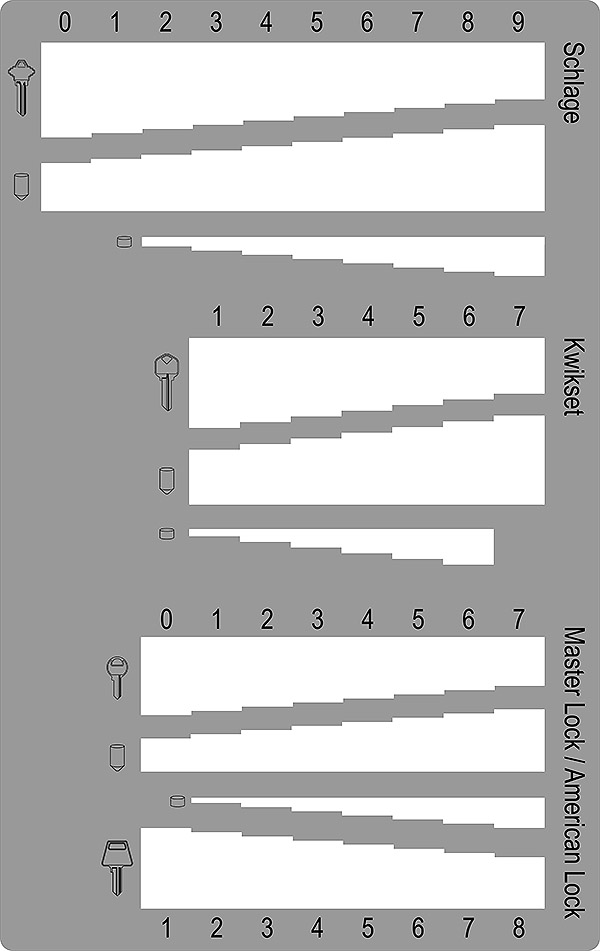 0 1 2 3 4 5 6 7 8 9
Schlage
1 2 3 4 5 6 7
Kwikset
0 1 2 3 4 5 6 7
Master Lock / American Lock
1 2 3 4 5 6 7 8